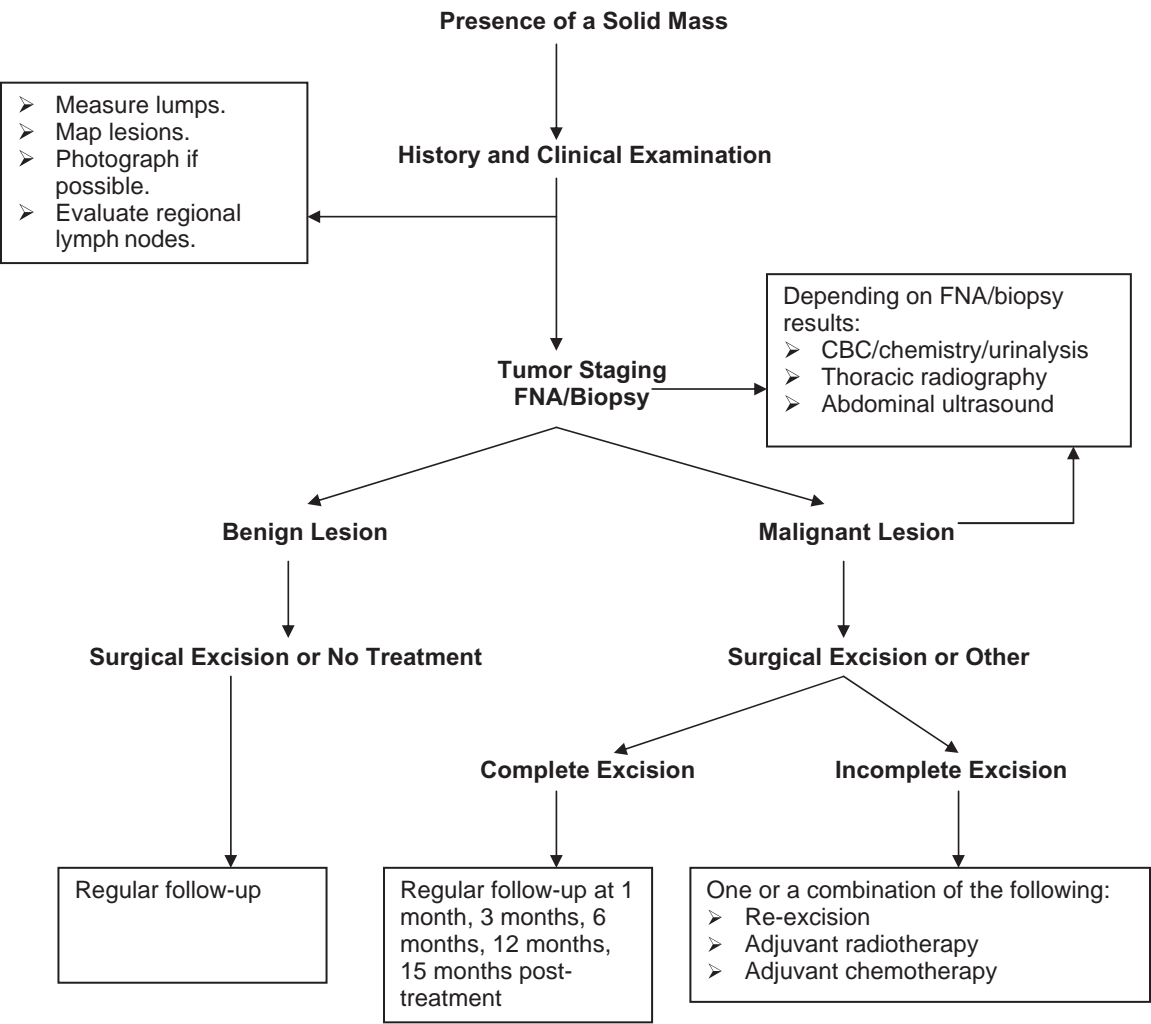 Presence of a Solid Mass
➢ Measure lumps.
➢ Map lesions.
➢ Photograph if
possible.
➢ Evaluate regional
lymph nodes.
History and Clinical Examination
Depending on FNA/biopsy
results:
➢ CBC/chemistry/urinalysis
➢ Thoracic radiography
➢ Abdominal ultrasound
Tumor Staging
FNA/Biopsy
Benign Lesion
Malignant Lesion
Surgical Excision or No Treatment
Surgical Excision or Other
Complete Excision
Incomplete Excision
Regular follow-up
Regular follow-up at 1
month, 3 months, 6
months, 12 months,
15 months post-
treatment
One or a combination of the following:
➢ Re-excision
➢ Adjuvant radiotherapy
➢ Adjuvant chemotherapy